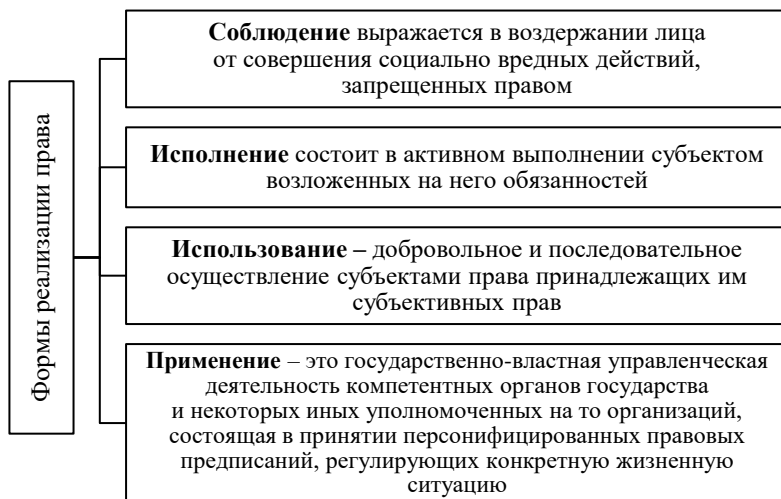 Формы реализации права
Соблюдение выражается в воздержании лица
от совершения социально вредных действий,
запрещенных правом
Исполнение состоит в активном выполнении субъектом
возложенных на него обязанностей
Использование – добровольное и последовательное
осуществление субъектами права принадлежащих им
субъективных прав
Применение – это государственно-властная управленческая
деятельность компетентных органов государства
и некоторых иных уполномоченных на то организаций,
состоящая в принятии персонифицированных правовых
предписаний, регулирующих конкретную жизненную
ситуацию